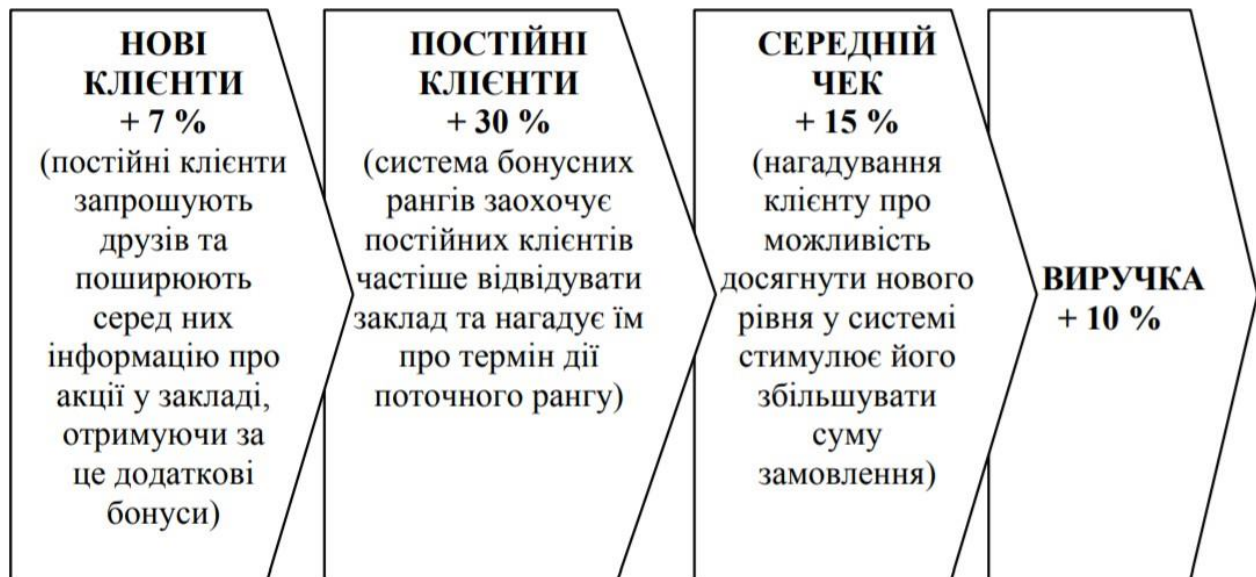 НОВІ
КЛІЄНТИ
+ 7 %
(постійні клієнти
запрошують
друзів та
поширюють
серед них
інформацію про
акції у закладі,
отримуючи за
це додаткові
бонуси)
ПОСТІЙНІ
КЛІЄНТИ
+ 30 %
(система бонусних
рангів заохочує
постійних клієнтів
частіше відвідувати
заклад та нагадує їм
про термін дії
поточного рангу)
СЕРЕДНІЙ
ЧЕК
+ 15 %
(нагадування
клієнту про
можливість
досягнути нового
рівня у системі
стимулює його
збільшувати
суму
замовлення)
ВИРУЧКА
+ 10 %